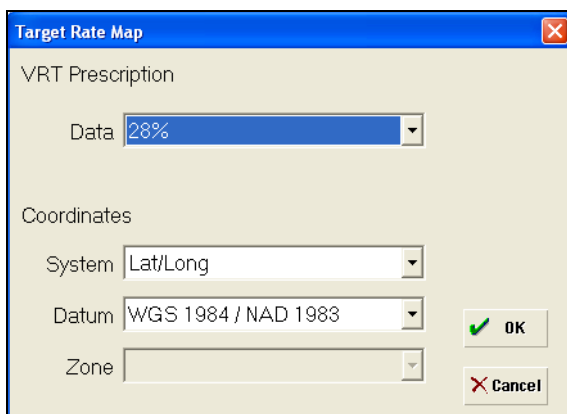 Target Rate Map
VRT Prescription
Data 28%
Coordinates
System Lat/Long
Datum WGS 1984 / NAD 1983
Zone
OK
Cancel